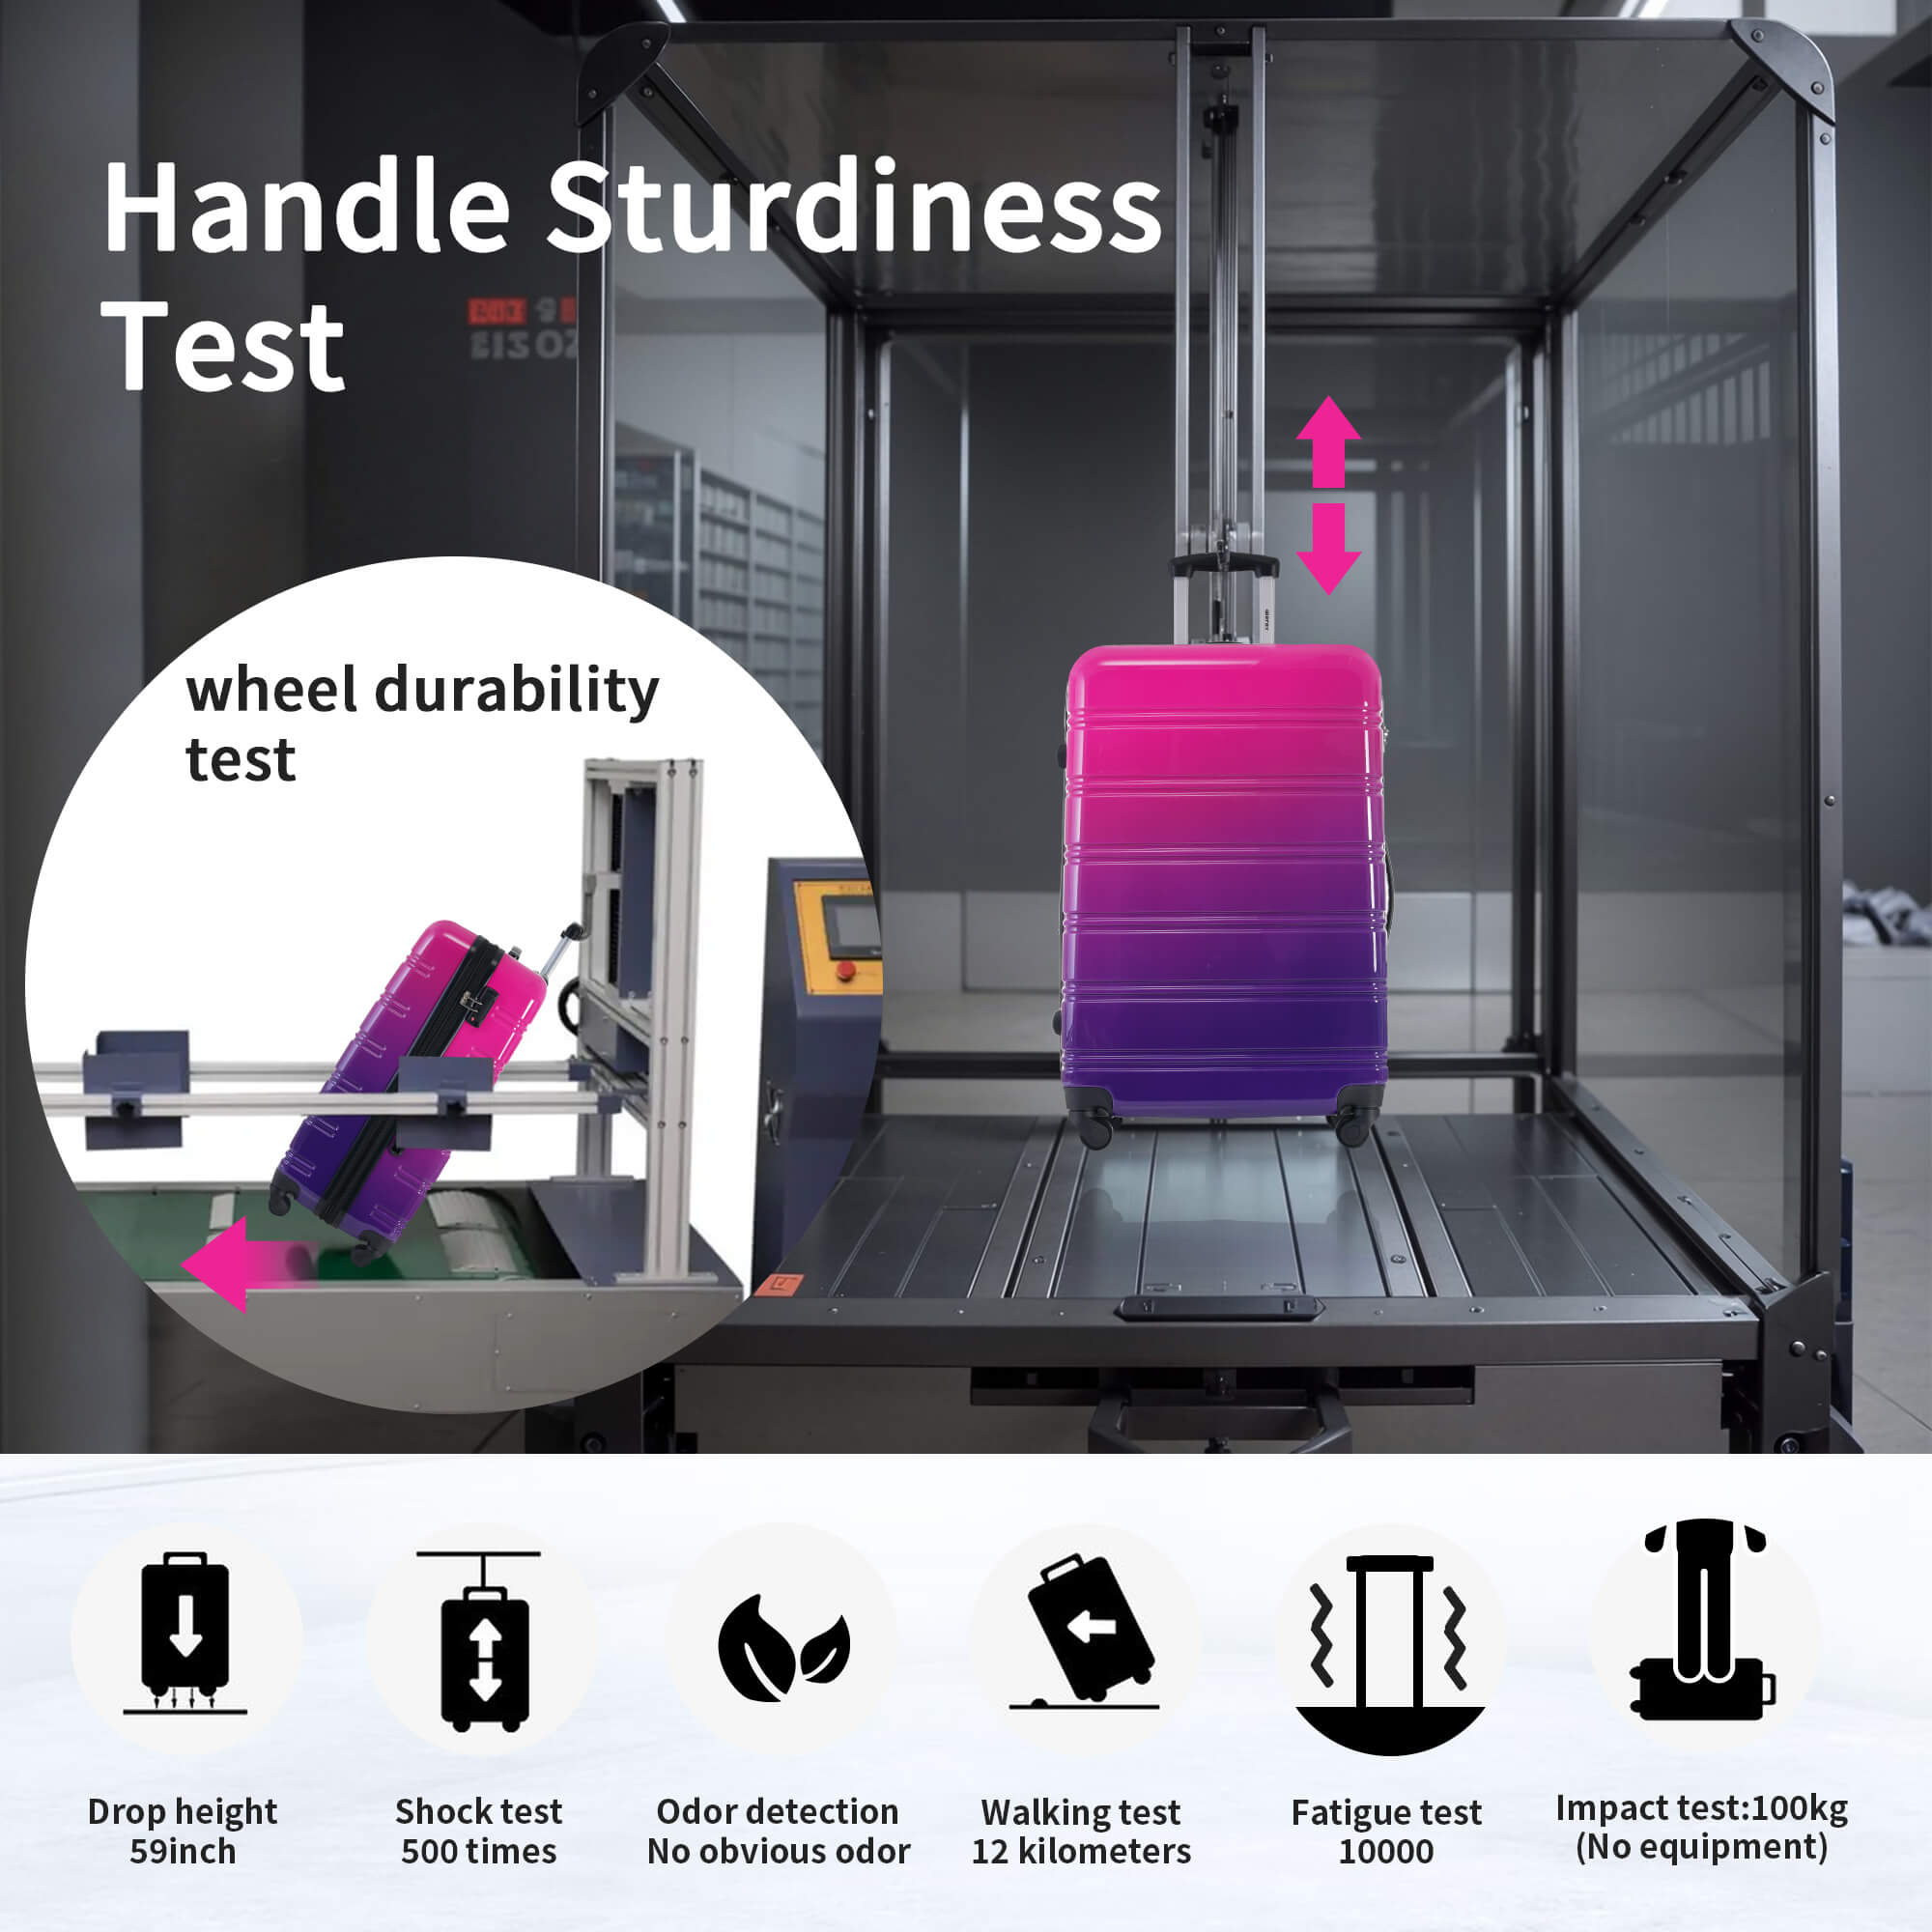 Handle Sturdiness
Test
wheel durability
test
Drop height
59inch
Shock test
500 times
Odor detection
No obvious odor
Walking test
12 kilometers
Fatigue test
10000
Impact test:100kg
(No equipment)